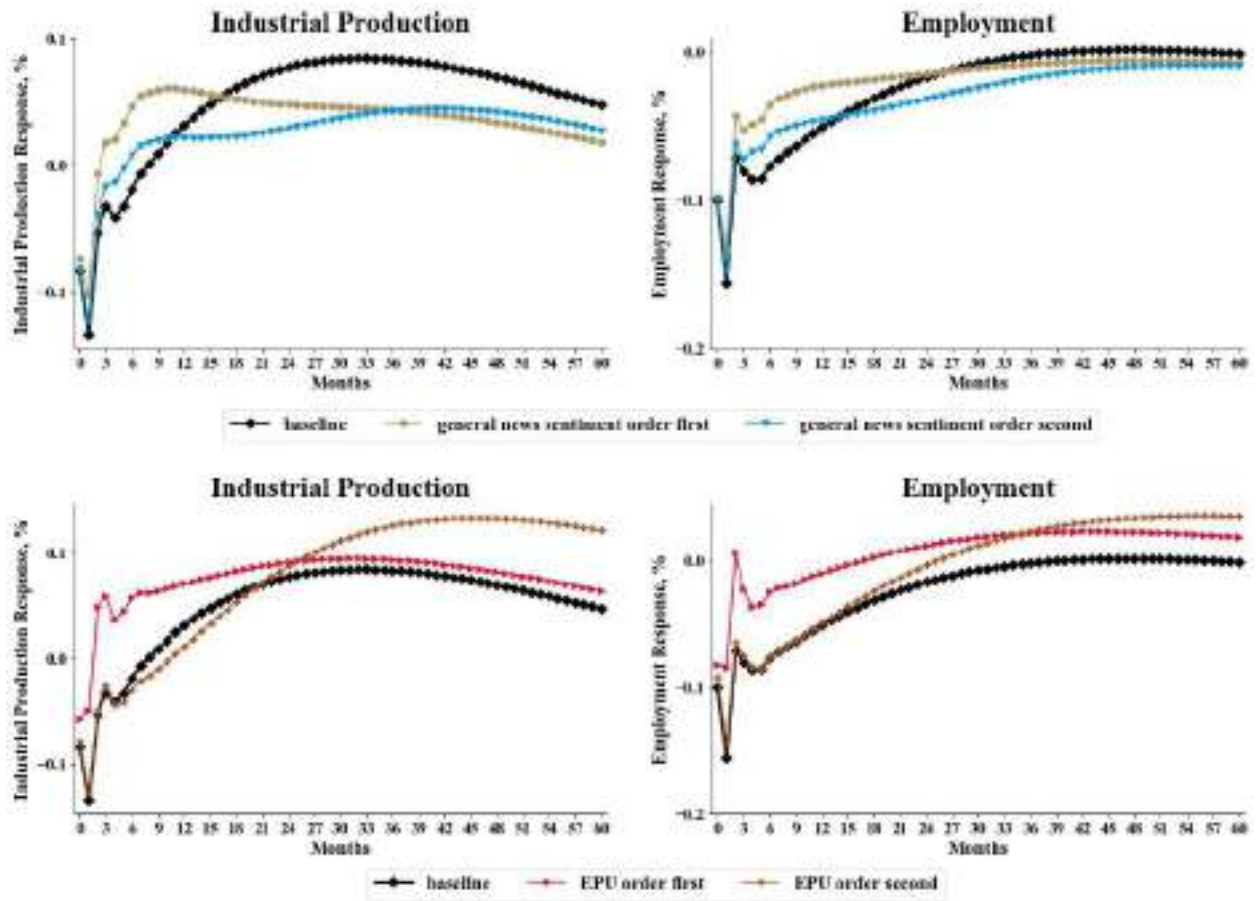 Industrial Production
Employment
Industrial Production Response, %
0.1
0.0
-0.1
0 3 6 9 12 15 18 21 24 27 30 33 36 39 42 45 48 51 54 57 60
Months
Employment Response, %
0.0
-0.1
-0.2
0 3 6 9 12 15 18 21 24 27 30 33 36 39 42 45 48 51 54 57 60
Months
baseline general news sentiment order first general news sentiment order second
Industrial Production
Employment
Industrial Production Response, %
0.1
0.0
-0.1
0 3 6 9 12 15 18 21 24 27 30 33 36 39 42 45 48 51 54 57 60
Months
Employment Response, %
0.0
-0.1
-0.2
0 3 6 9 12 15 18 21 24 27 30 33 36 39 42 45 48 51 54 57 60
Months
baseline EPU order first EPU order second